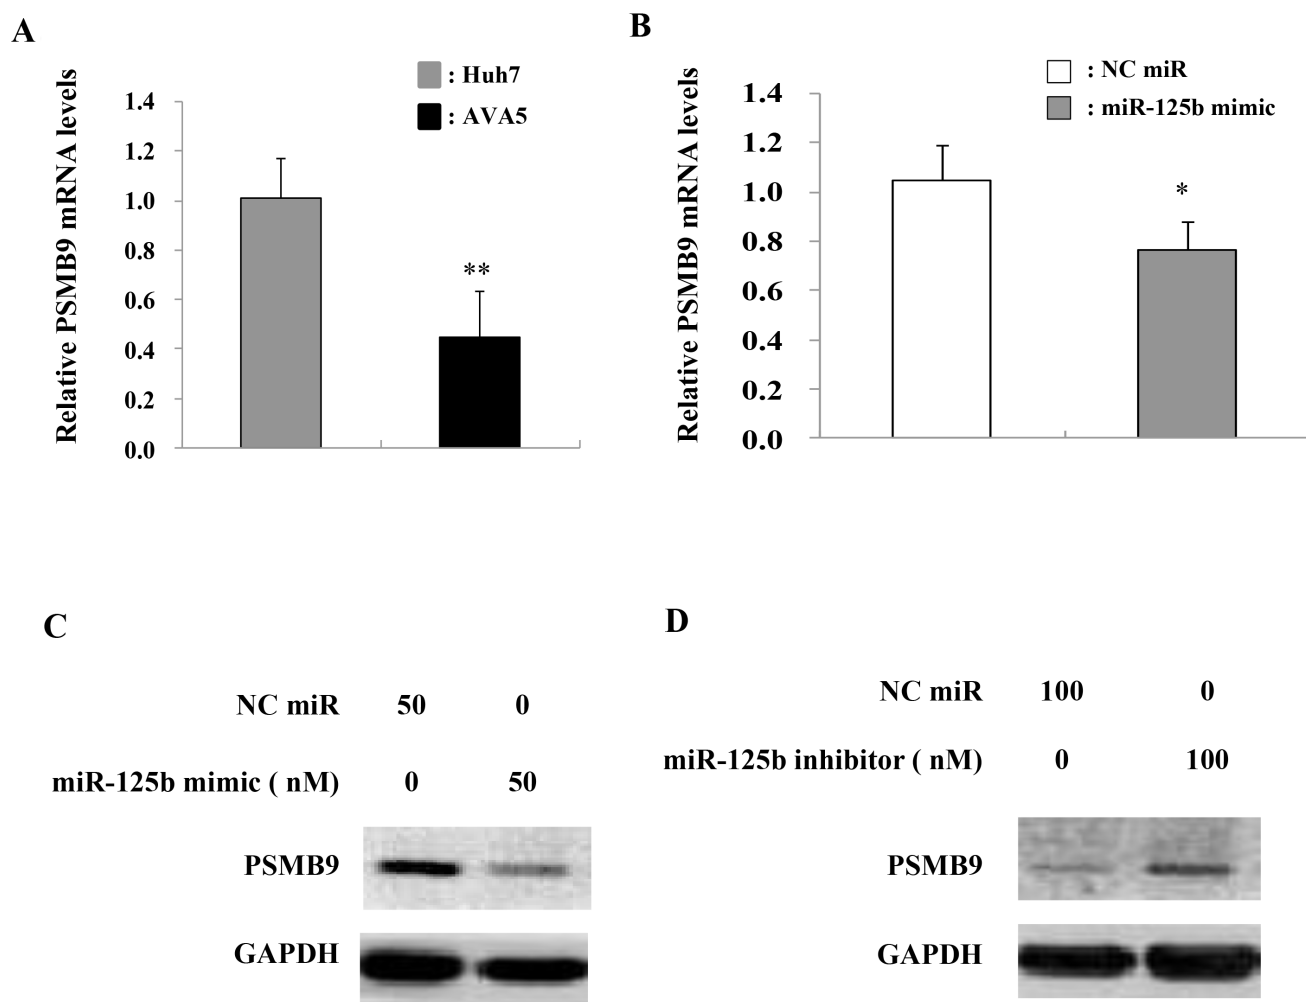 A
: Huh7
: AVA5
Relative PSMB9 mRNA levels
1.4
1.2
1.0
0.8
0.6
0.4
0.2
0.0
**
B
: NC miR
: miR-125b mimic
Relative PSMB9 mRNA levels
1.4
1.2
1.0
0.8
0.6
0.4
0.2
0.0
*
C
NC miR 50 0
miR-125b mimic ( nM) 0 50
PSMB9
GAPDH
D
NC miR 100 0
miR-125b inhibitor ( nM) 0 100
PSMB9
GAPDH